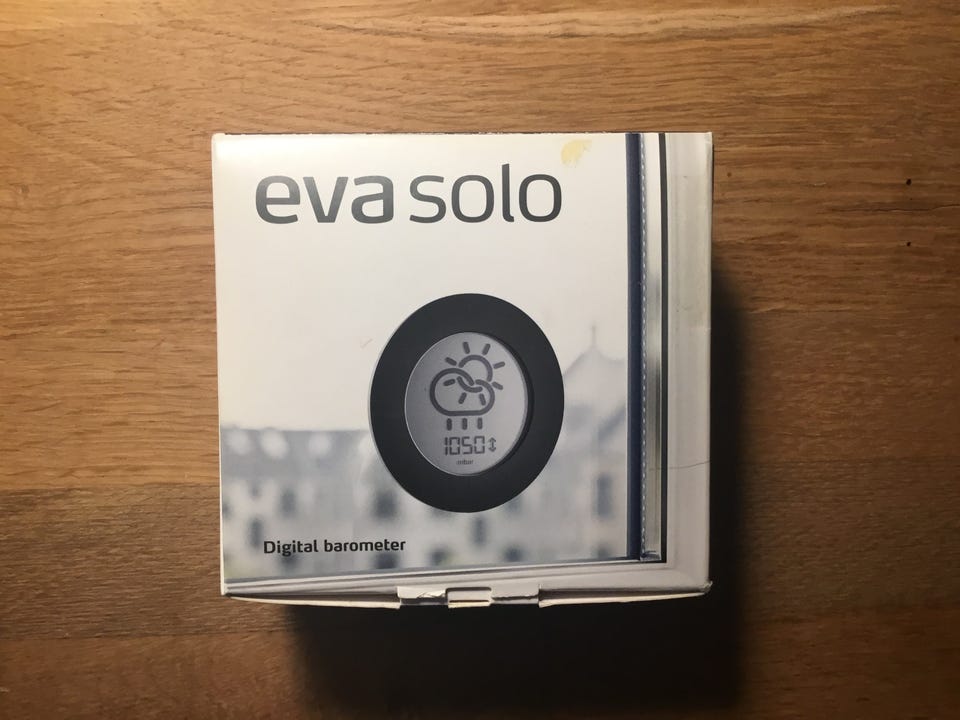 eva solo
1050
mbar
Digital barometer